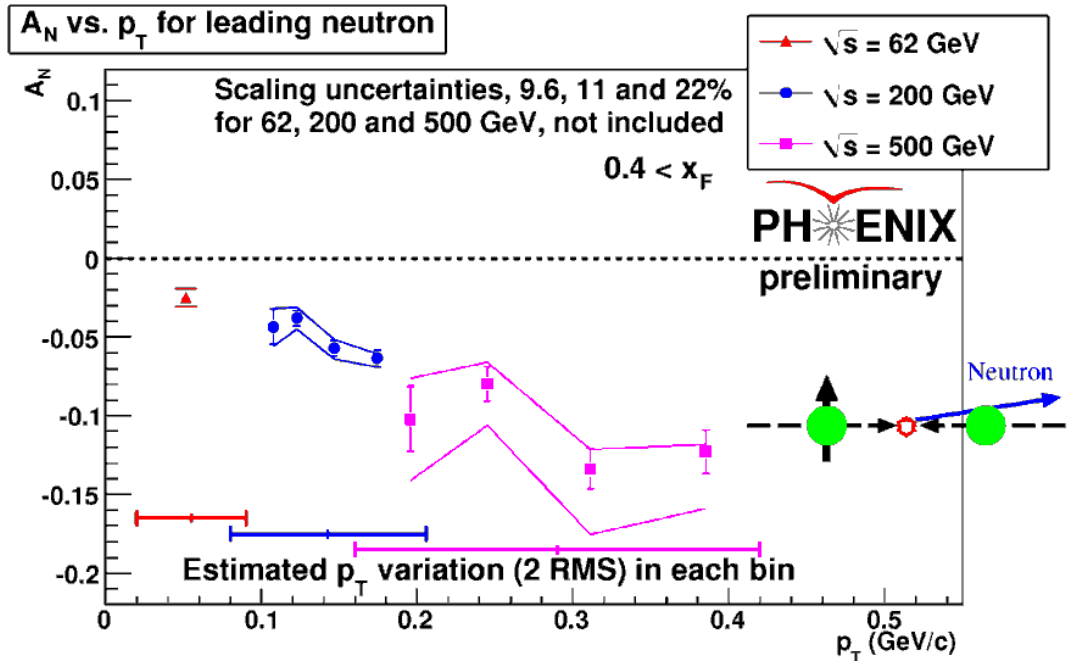 A_N vs. p_T for leading neutron
√s = 62 GeV
√s = 200 GeV
√s = 500 GeV
Scaling uncertainties, 9.6, 11 and 22%
for 62, 200 and 500 GeV, not included
0.4 < x_F
PHENIX
preliminary
A_N
0.1
0.05
0
-0.05
-0.1
-0.15
-0.2
Neutron
Estimated p_T variation (2 RMS) in each bin
0 0.1 0.2 0.3 0.4 0.5
p_T (GeV/c)